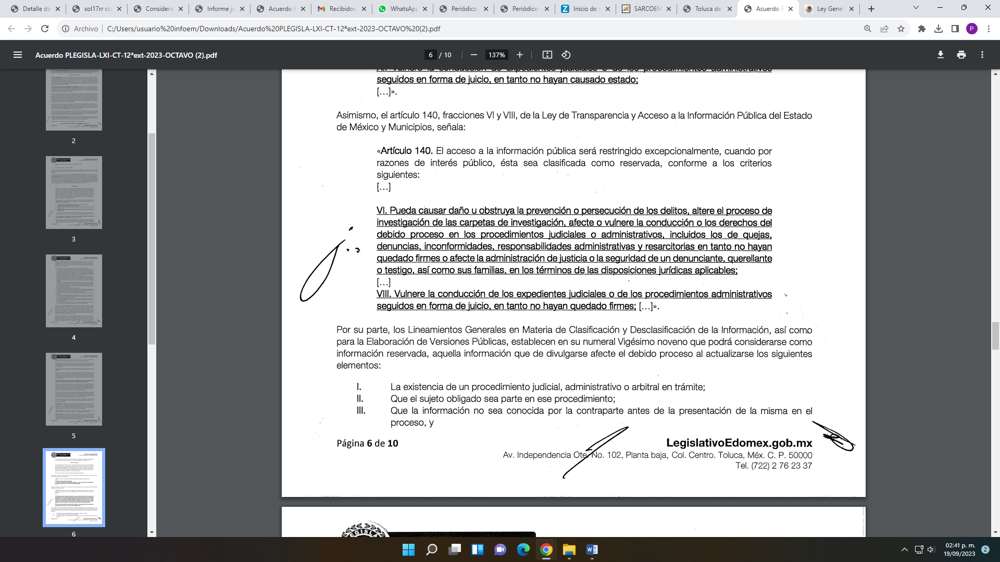 Detalle de
sol17rr co
Considera
Informe ju
Acuerdo P
Recibidos
WhatsApp
Periódico
Periódico
Inicio de s
SARCOEM
Toluca de
Acuerdo P
Ley Gener
Archivo
C:/Users/usuario%20infoem/Downloads/Acuerdo%20PLEGISLA-LXI-CT-12ªext-2023-OCTAVO%20(2).pdf
P
Acuerdo PLEGISLA-LXI-CT-12ªext-2023-OCTAVO (2).pdf
6 / 10
137%
2
3
4
5
6
XI. Vulnere la conducción de expedientes judiciales o de los procedimientos administrativos
seguidos en forma de juicio, en tanto no hayan causado estado;
[…]».
Asimismo, el artículo 140, fracciones VI y VIII, de la Ley de Transparencia y Acceso a la Información Pública del Estado
de México y Municipios, señala:
«Artículo 140. El acceso a la información pública será restringido excepcionalmente, cuando por
razones de interés público, ésta sea clasificada como reservada, conforme a los criterios
siguientes:
[…]
VI. Pueda causar daño u obstruya la prevención o persecución de los delitos, altere el proceso de
investigación de las carpetas de investigación, afecte o vulnere la conducción o los derechos del
debido proceso en los procedimientos judiciales o administrativos, incluidos los de quejas,
denuncias, inconformidades, responsabilidades administrativas y resarcitorias en tanto no hayan
quedado firmes o afecte la administración de justicia o la seguridad de un denunciante, querellante
o testigo, así como sus familias, en los términos de las disposiciones jurídicas aplicables;
[…]
VIII. Vulnere la conducción de los expedientes judiciales o de los procedimientos administrativos
seguidos en forma de juicio, en tanto no hayan quedado firmes; […]».
Por su parte, los Lineamientos Generales en Materia de Clasificación y Desclasificación de la Información, así como
para la Elaboración de Versiones Públicas, establecen en su numeral Vigésimo noveno que podrá considerarse como
información reservada, aquella información que de divulgarse afecte el debido proceso al actualizarse los siguientes
elementos:
I. La existencia de un procedimiento judicial, administrativo o arbitral en trámite;
II. Que el sujeto obligado sea parte en ese procedimiento;
III. Que la información no sea conocida por la contraparte antes de la presentación de la misma en el
proceso, y
Página 6 de 10
LegislativoEdomex.gob.mx
Av. Independencia Ote. No. 102, Planta baja, Col. Centro. Toluca, Méx. C. P. 50000
Tel. (722) 2 76 23 37
02:41 p. m.
19/09/2023
2